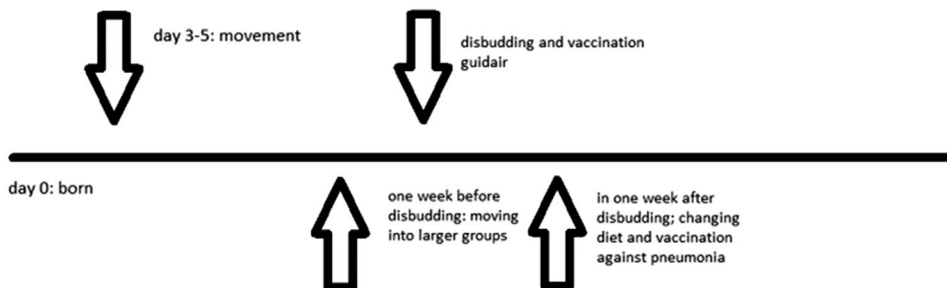 day 3-5: movement
disbudding and vaccination
guidair
day 0: born
one week before
disbudding: moving
into larger groups
in one week after
disbudding; changing
diet and vaccination
against pneumonia